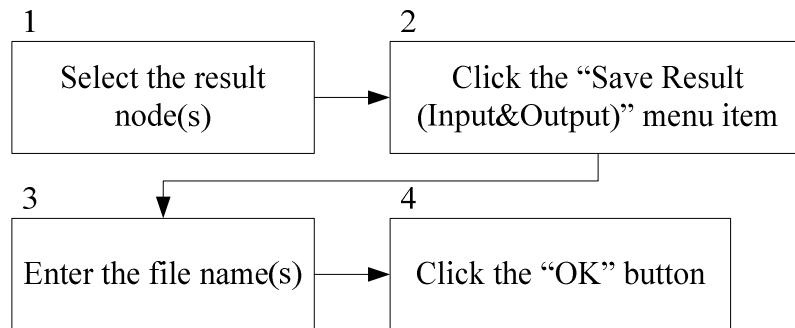 1
Select the result
node(s)
2
Click the “Save Result
(Input&Output)” menu item
3
Enter the file name(s)
4
Click the “OK” button